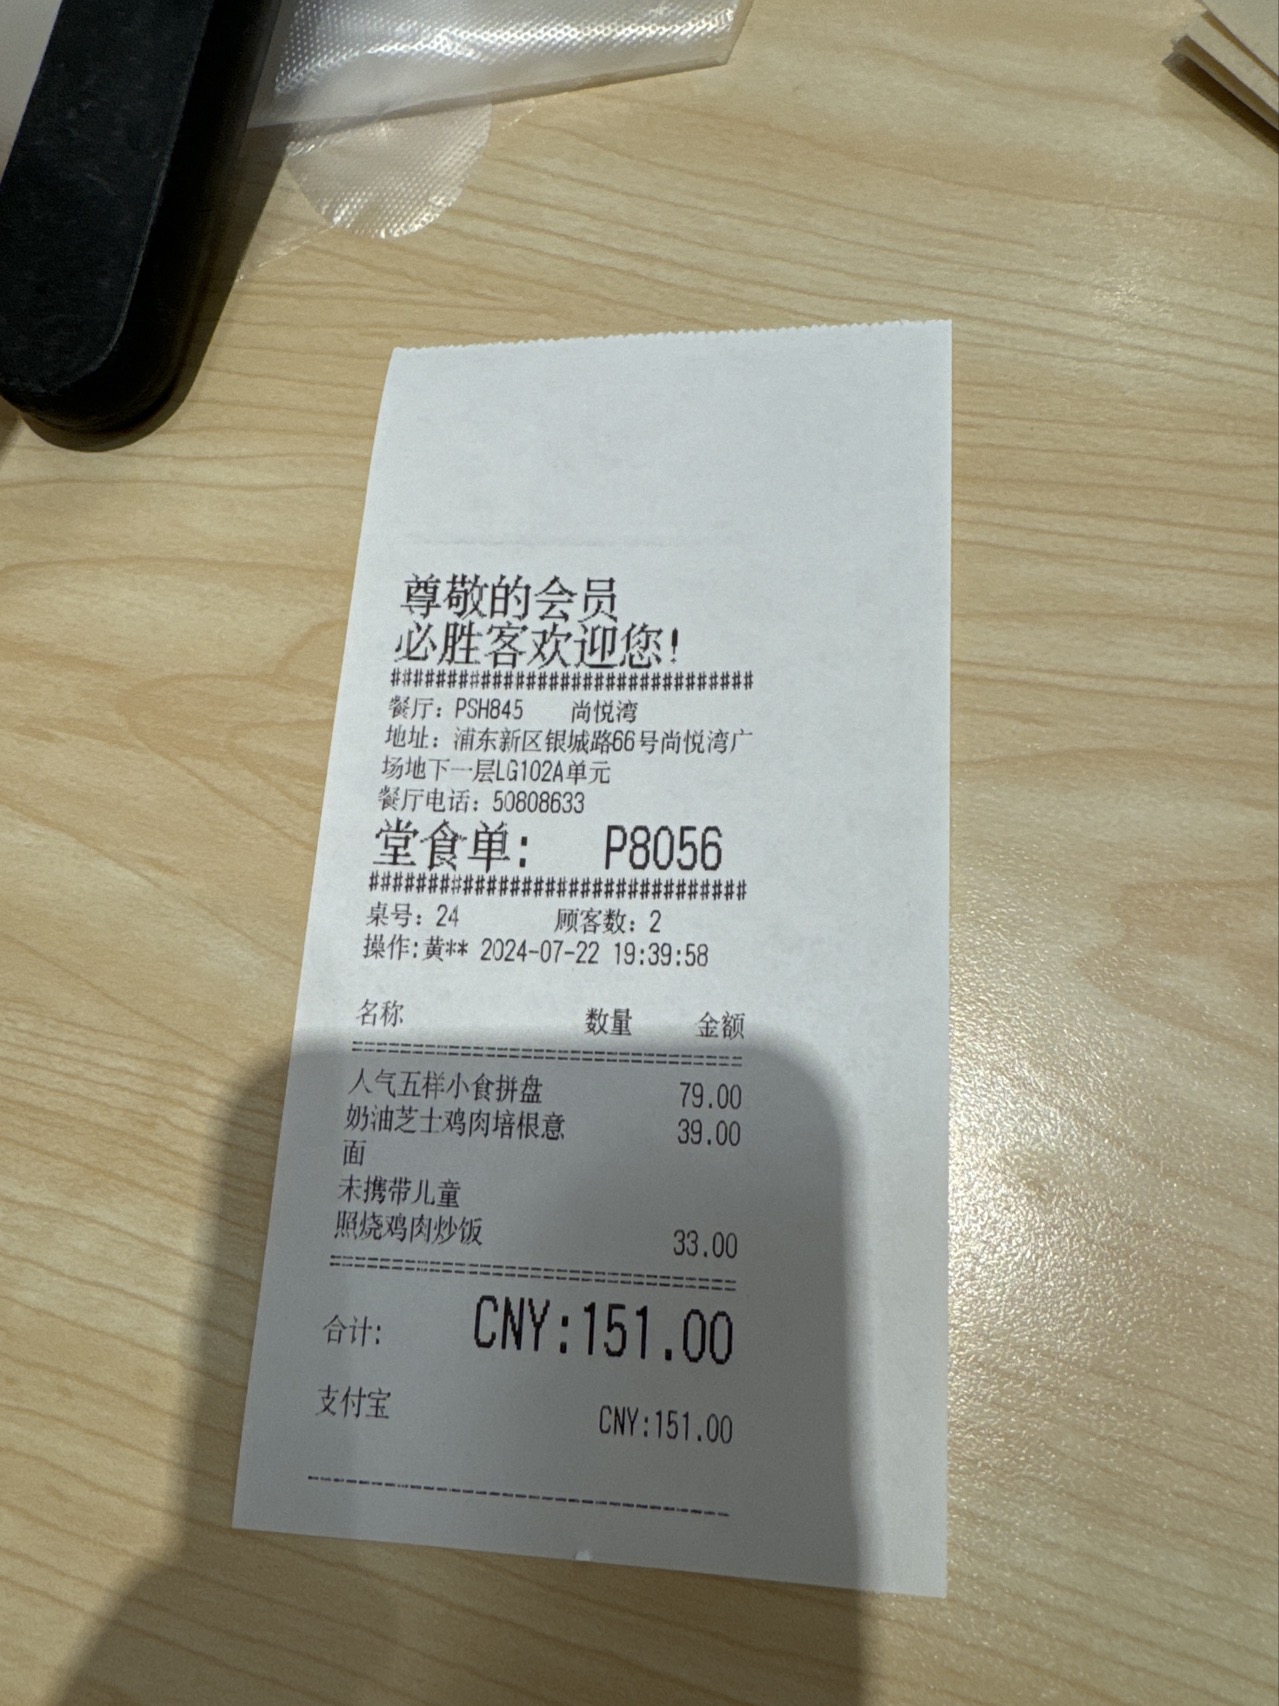 尊敬的会员
必胜客欢迎您!
################################
餐厅: PSH845 尚悦湾
地址: 浦东新区银城路66号尚悦湾广
场地下一层LG102A单元
餐厅电话: 50808633
堂食单: P8056
################################
桌号: 24 顾客数: 2
操作:黄** 2024-07-22 19:39:58
名称 数量 金额
================================
人气五样小食拼盘 79.00
奶油芝士鸡肉培根意 39.00
面
未携带儿童
照烧鸡肉炒饭 33.00
================================
合计: CNY:151.00
支付宝 CNY:151.00
--------------------------------